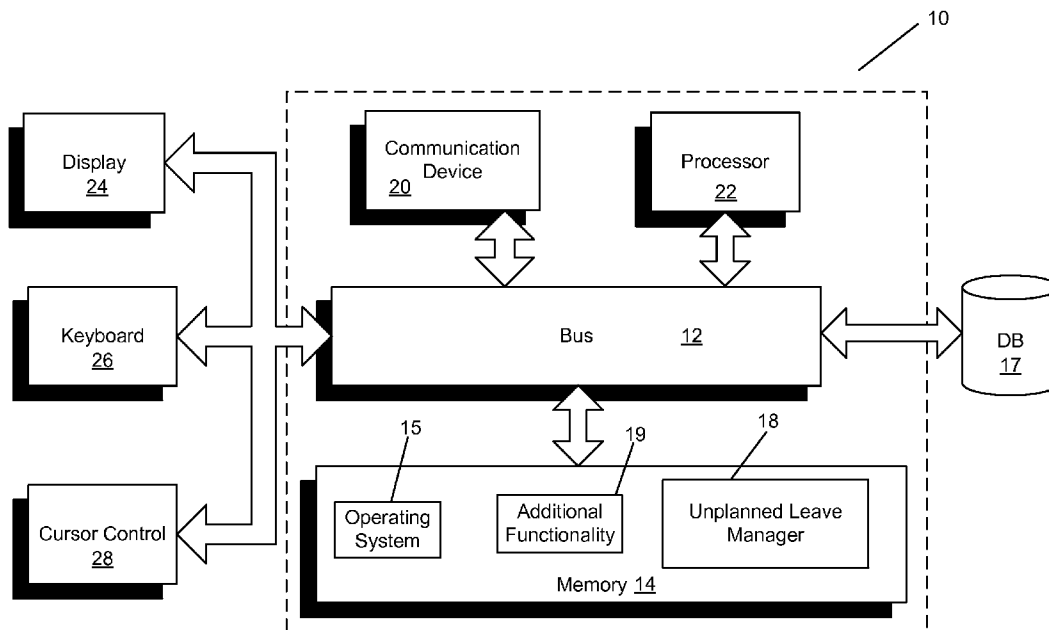 10
Display
24
Communication
Device
20
Processor
22
Keyboard
26
Bus 12
DB
17
15
19
18
Cursor Control
28
Operating
System
Additional
Functionality
Unplanned Leave
Manager
Memory 14